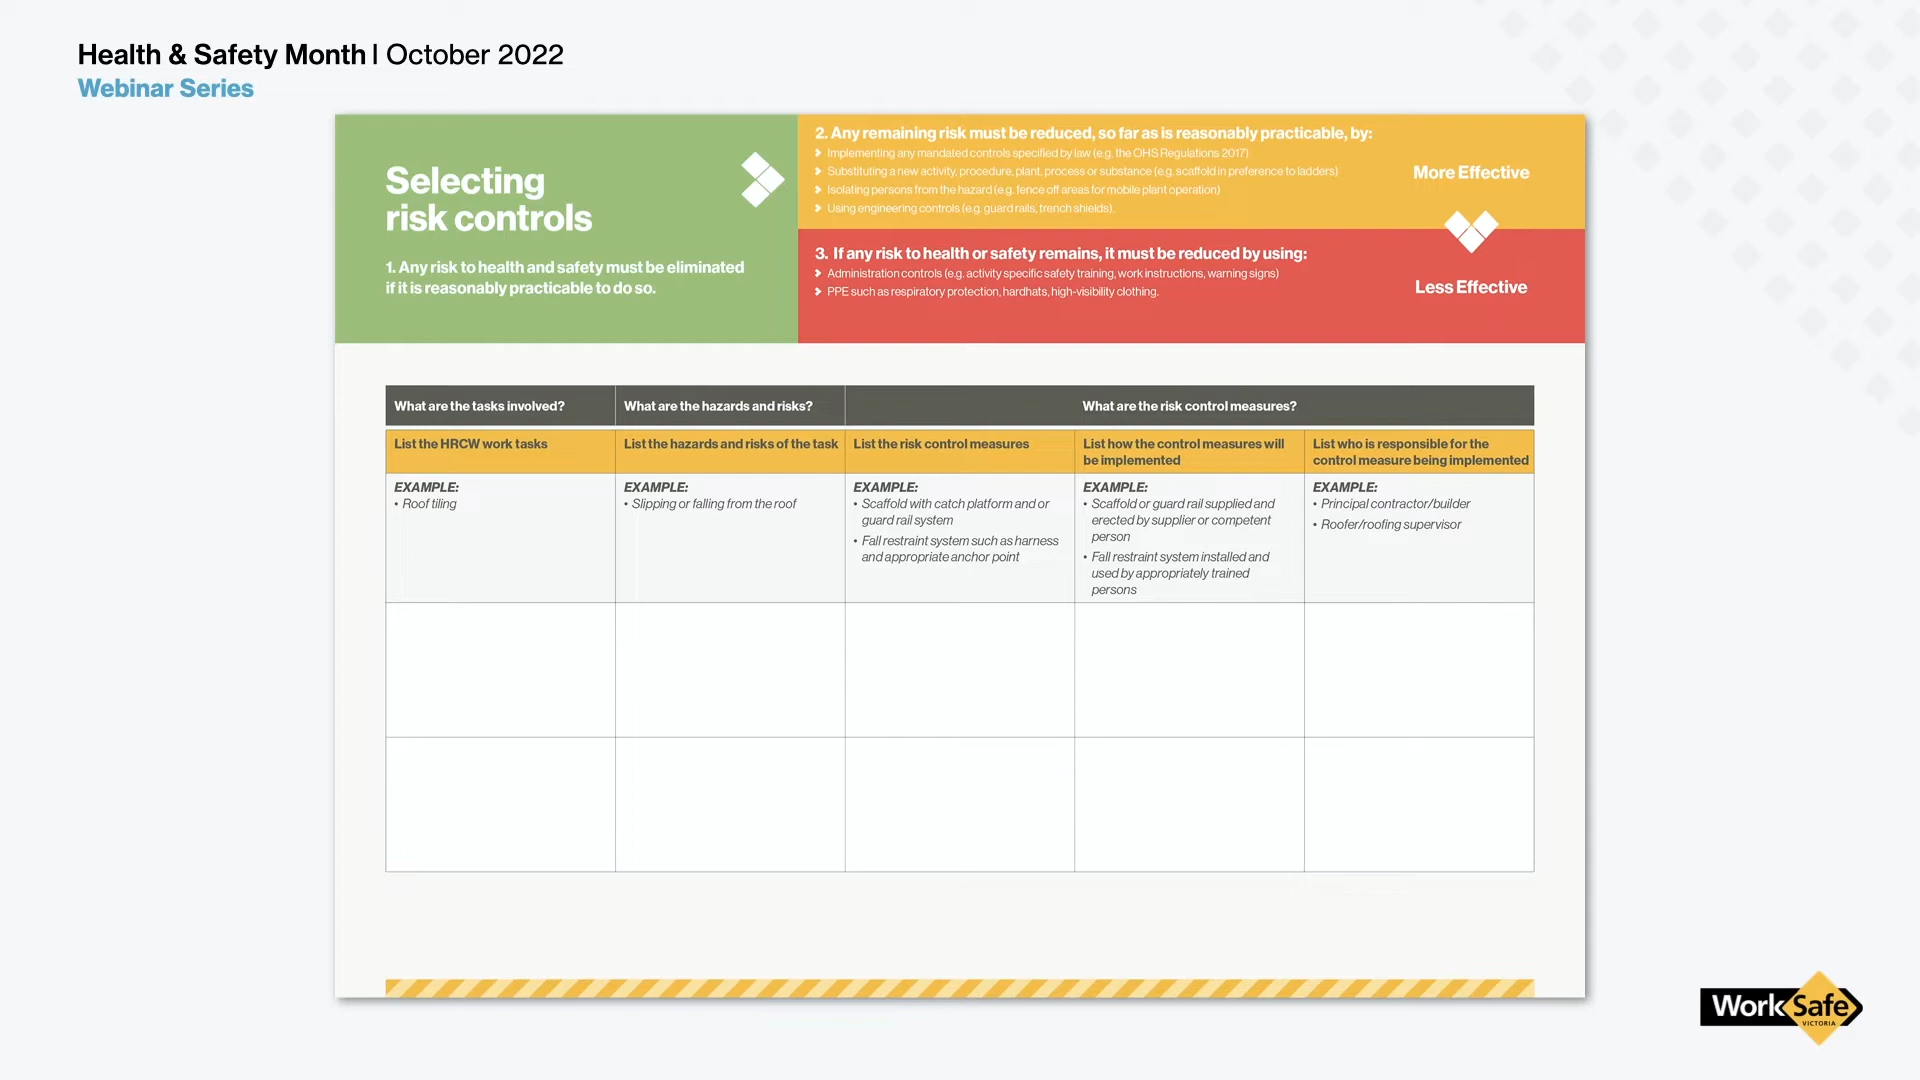 Health & Safety Month | October 2022
Webinar Series
Selecting
risk controls
1. Any risk to health and safety must be eliminated
if it is reasonably practicable to do so.
2. Any remaining risk must be reduced, so far as is reasonably practicable, by:
Implementing any mandated controls specified by law (e.g. the OHS Regulations 2017)
Substituting a new activity, procedure, plant, process or substance (e.g. scaffold in preference to ladders)
Isolating persons from the hazard (e.g. fence off areas for mobile plant operation)
Using engineering controls (e.g. guard rails, trench shields).
More Effective
3. If any risk to health or safety remains, it must be reduced by using:
Administration controls (e.g. activity specific safety training, work instructions, warning signs)
PPE such as respiratory protection, hardhats, high-visibility clothing.
Less Effective
What are the tasks involved?
What are the hazards and risks?
What are the risk control measures?
List the HRCW work tasks
List the hazards and risks of the task
List the risk control measures
List how the control measures will
be implemented
List who is responsible for the
control measure being implemented
EXAMPLE:
• Roof tiling
EXAMPLE:
• Slipping or falling from the roof
EXAMPLE:
• Scaffold with catch platform and or
guard rail system
• Fall restraint system such as harness
and appropriate anchor point
EXAMPLE:
• Scaffold or guard rail supplied and
erected by supplier or competent
person
• Fall restraint system installed and
used by appropriately trained
persons
EXAMPLE:
• Principal contractor/builder
• Roofer/roofing supervisor
WorkSafe
VICTORIA